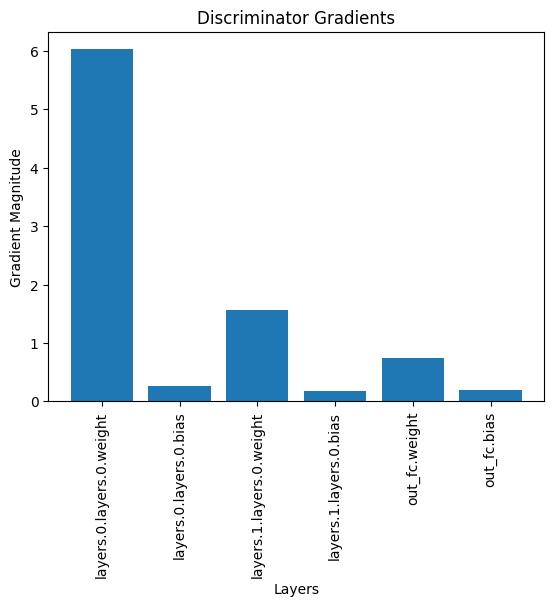 Discriminator Gradients
Gradient Magnitude
6
5
4
3
2
1
0
layers.0.layers.0.weight
layers.0.layers.0.bias
layers.1.layers.0.weight
layers.1.layers.0.bias
out_fc.weight
out_fc.bias
Layers